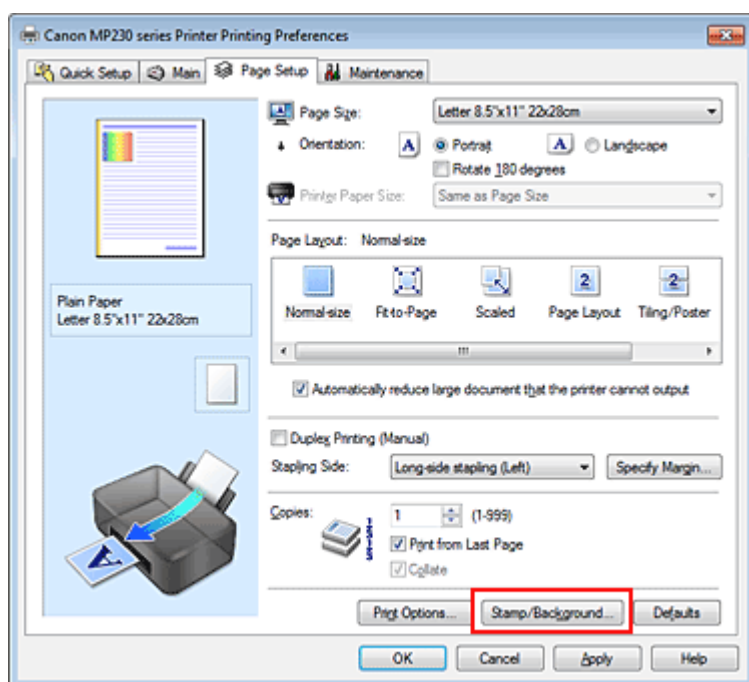 Canon MP230 series Printer Printing Preferences
Quick Setup Main Page Setup Maintenance
Page Size: Letter 8.5"x11" 22x28cm
Orientation: A Portrait A Landscape
Rotate 180 degrees
Printer Paper Size: Same as Page Size
Page Layout: Normal-size
Plain Paper
Letter 8.5"x11" 22x28cm
2 2
Normal-size Fit-to-Page Scaled Page Layout Tiling/Poster
Automatically reduce large document that the printer cannot output
Duplex Printing (Manual)
Stapling Side: Long-side stapling (Left) Specify Margin...
Copies: 1 (1-999)
Print from Last Page
Collate
A
Print Options... Stamp/Background... Defaults
OK Cancel Apply Help